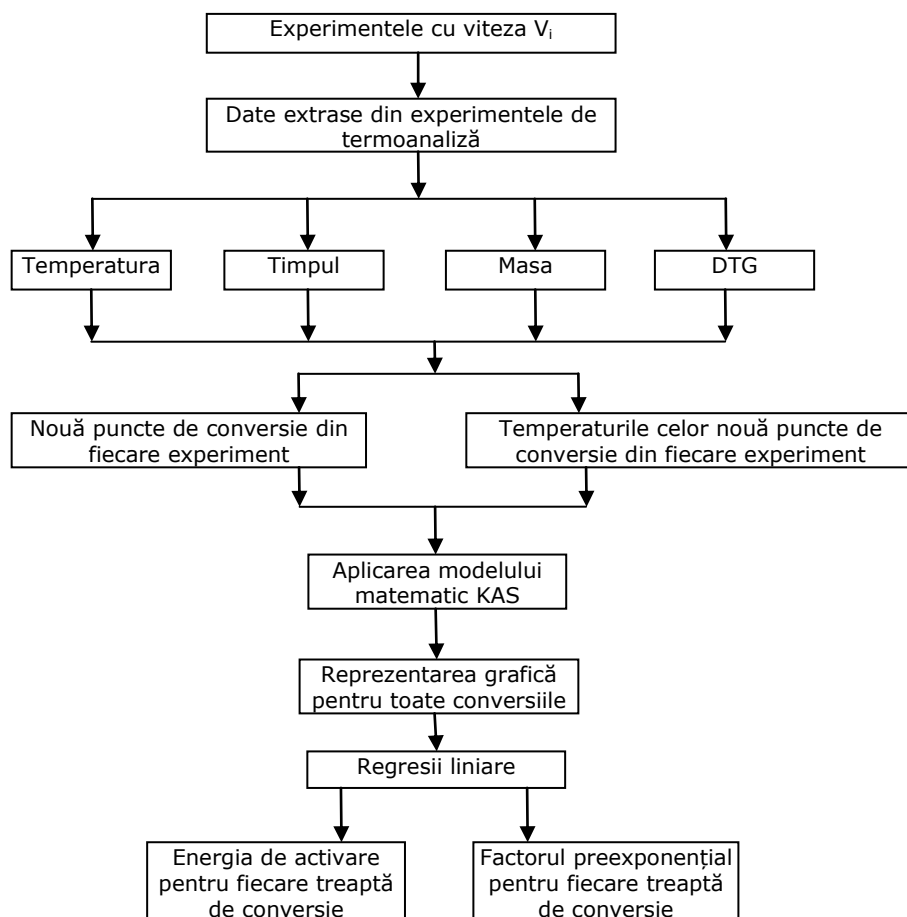 Experimentele cu viteza Vᵢ
Date extrase din experimentele de
termoanaliză
Temperatura
Timpul
Masa
DTG
Nouă puncte de conversie din
fiecare experiment
Temperaturile celor nouă puncte de
conversie din fiecare experiment
Aplicarea modelului
matematic KAS
Reprezentarea grafică
pentru toate conversiile
Regresii liniare
Energia de activare
pentru fiecare treaptă
de conversie
Factorul preexponențial
pentru fiecare treaptă
de conversie